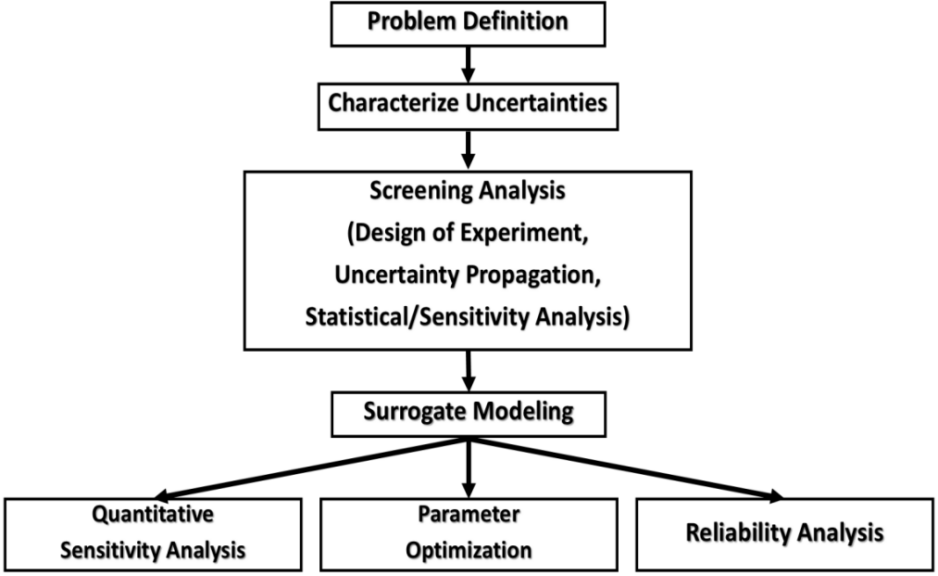 Problem Definition
Characterize Uncertainties
Screening Analysis
(Design of Experiment,
Uncertainty Propagation,
Statistical/Sensitivity Analysis)
Surrogate Modeling
Quantitative
Sensitivity Analysis
Parameter
Optimization
Reliability Analysis